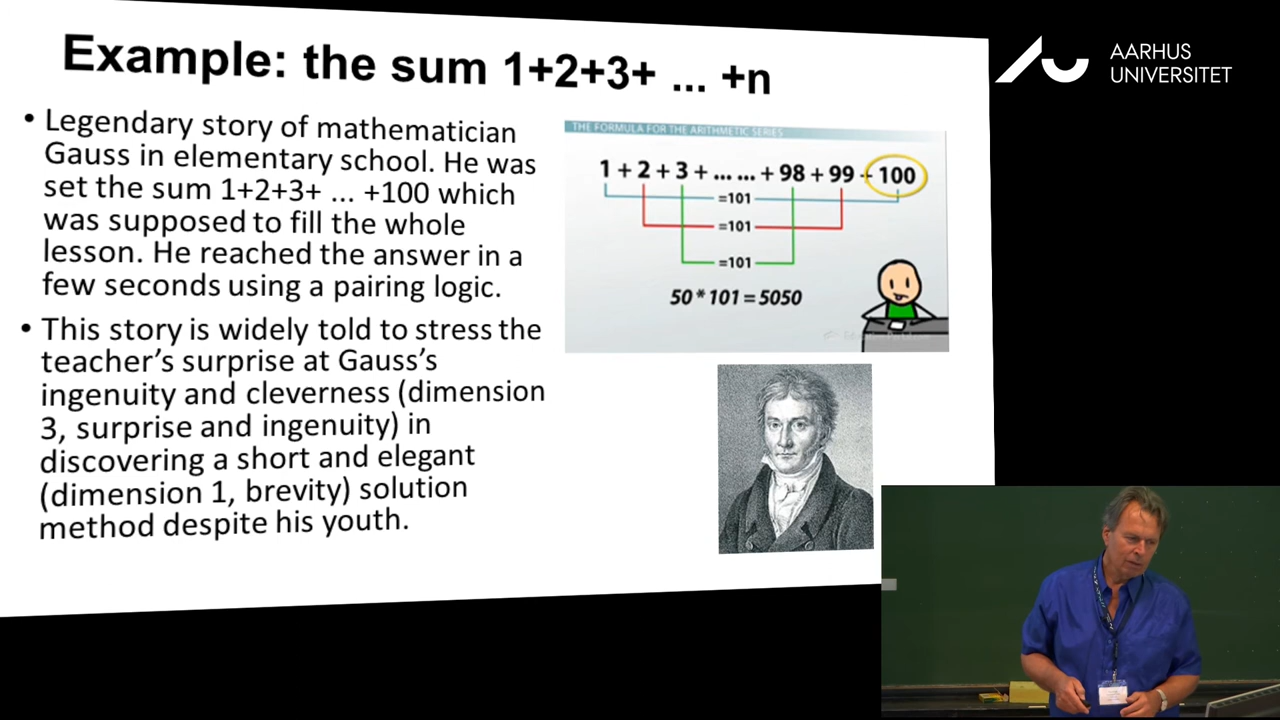 Example: the sum 1+2+3+ ... +n
• Legendary story of mathematician
Gauss in elementary school. He was
set the sum 1+2+3+ ... +100 which
was supposed to fill the whole
lesson. He reached the answer in a
few seconds using a pairing logic.
• This story is widely told to stress the
teacher's surprise at Gauss's
ingenuity and cleverness (dimension
3, surprise and ingenuity) in
discovering a short and elegant
(dimension 1, brevity) solution
method despite his youth.
THE FORMULA FOR THE ARITHMETIC SERIES
1 + 2 + 3 + ... ... + 98 + 99 + 100
=101
=101
=101
50 * 101 = 5050
AARHUS
UNIVERSITET